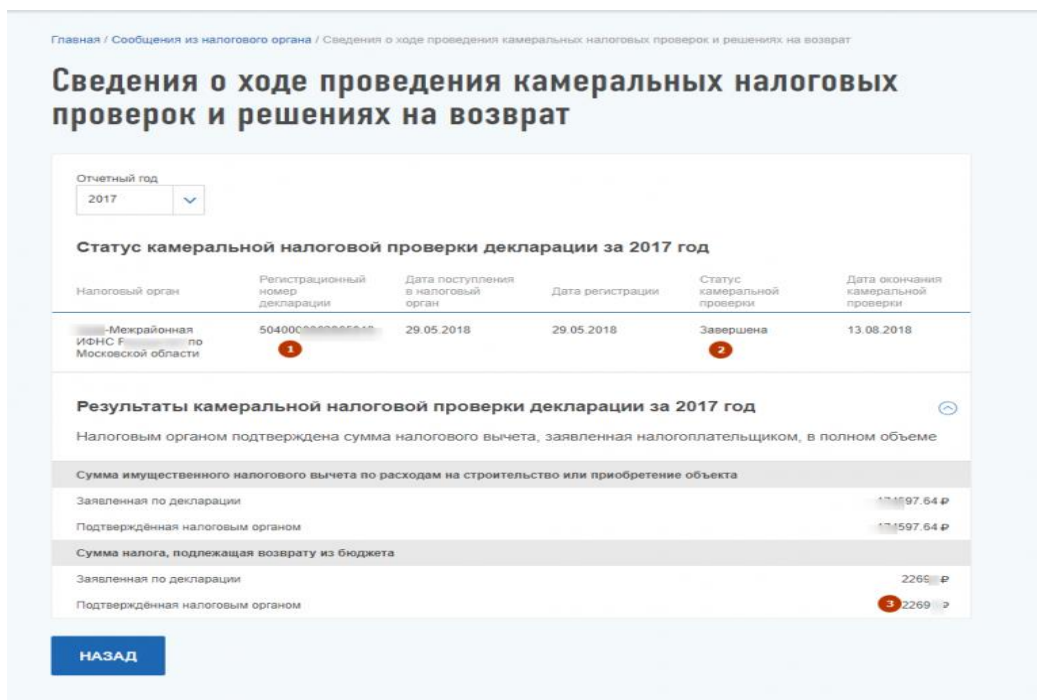 Главная / Сообщения из налогового органа / Сведения о ходе проведения камеральных налоговых проверок и решениях на возврат
Сведения о ходе проведения камеральных налоговых
проверок и решениях на возврат
Отчетный год
2017
Статус камеральной налоговой проверки декларации за 2017 год
Налоговый орган
Регистрационный
номер
декларации
Дата поступления
в налоговый
орган
Дата регистрации
Статус
камеральной
проверки
Дата окончания
камеральной
проверки
-Межрайонная
ИФНС по
Московской области
1
29.05.2018
29.05.2018
Завершена
2
13.08.2018
Результаты камеральной налоговой проверки декларации за 2017 год
Налоговым органом подтверждена сумма налогового вычета, заявленная налогоплательщиком, в полном объеме
Сумма имущественного налогового вычета по расходам на строительство или приобретение объекта
Заявленная по декларации
Подтверждённая налоговым органом
Сумма налога, подлежащая возврату из бюджета
Заявленная по декларации
2269 ₽
Подтверждённая налоговым органом
3 2269
НАЗАД